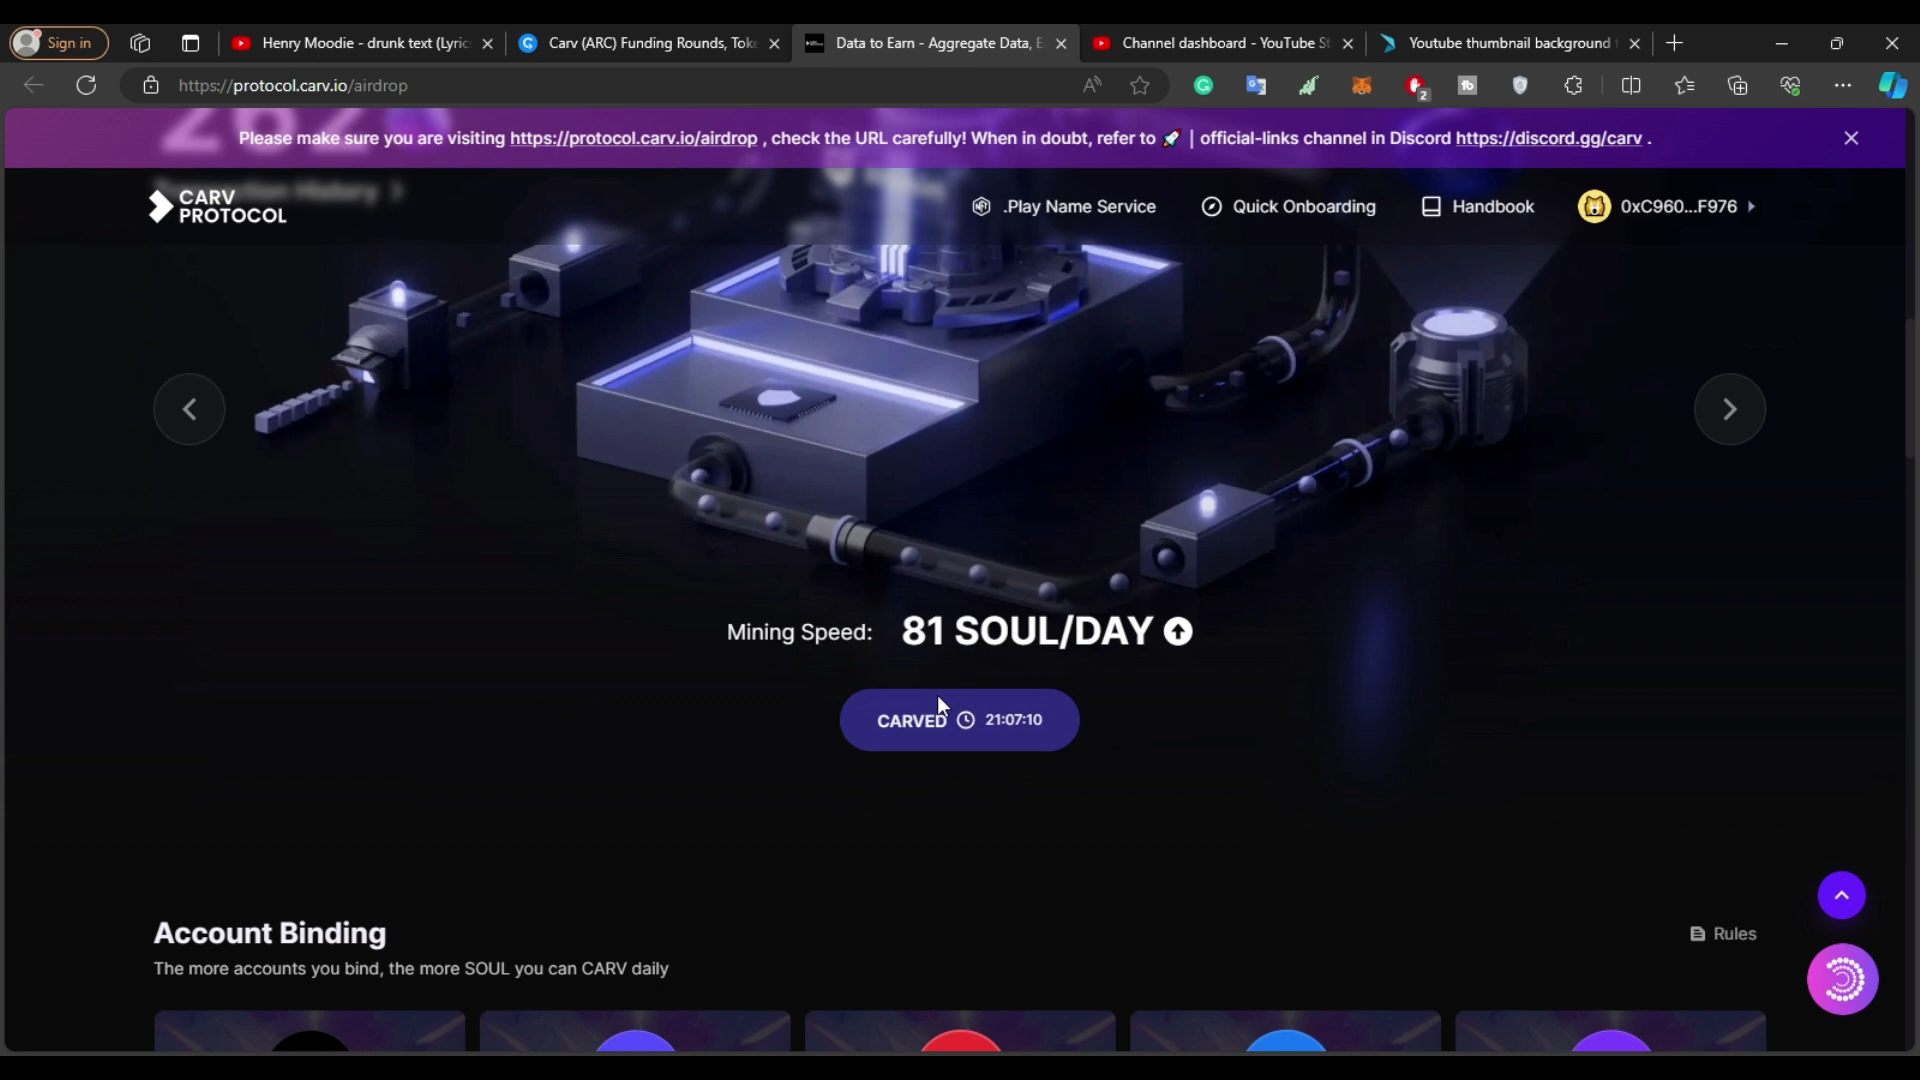 Sign in
Henry Moodie - drunk text (Lyric
Carv (ARC) Funding Rounds, Toke
Data to Earn - Aggregate Data, E
Channel dashboard - YouTube St
Youtube thumbnail background
https://protocol.carv.io/airdrop
2
Please make sure you are visiting https://protocol.carv.io/airdrop , check the URL carefully! When in doubt, refer to 🚀 | official-links channel in Discord https://discord.gg/carv .
CARV
PROTOCOL
.Play Name Service
Quick Onboarding
Handbook
0xC960...F976
Mining Speed: 81 SOUL/DAY
CARVED 21:07:10
Account Binding
Rules
The more accounts you bind, the more SOUL you can CARV daily